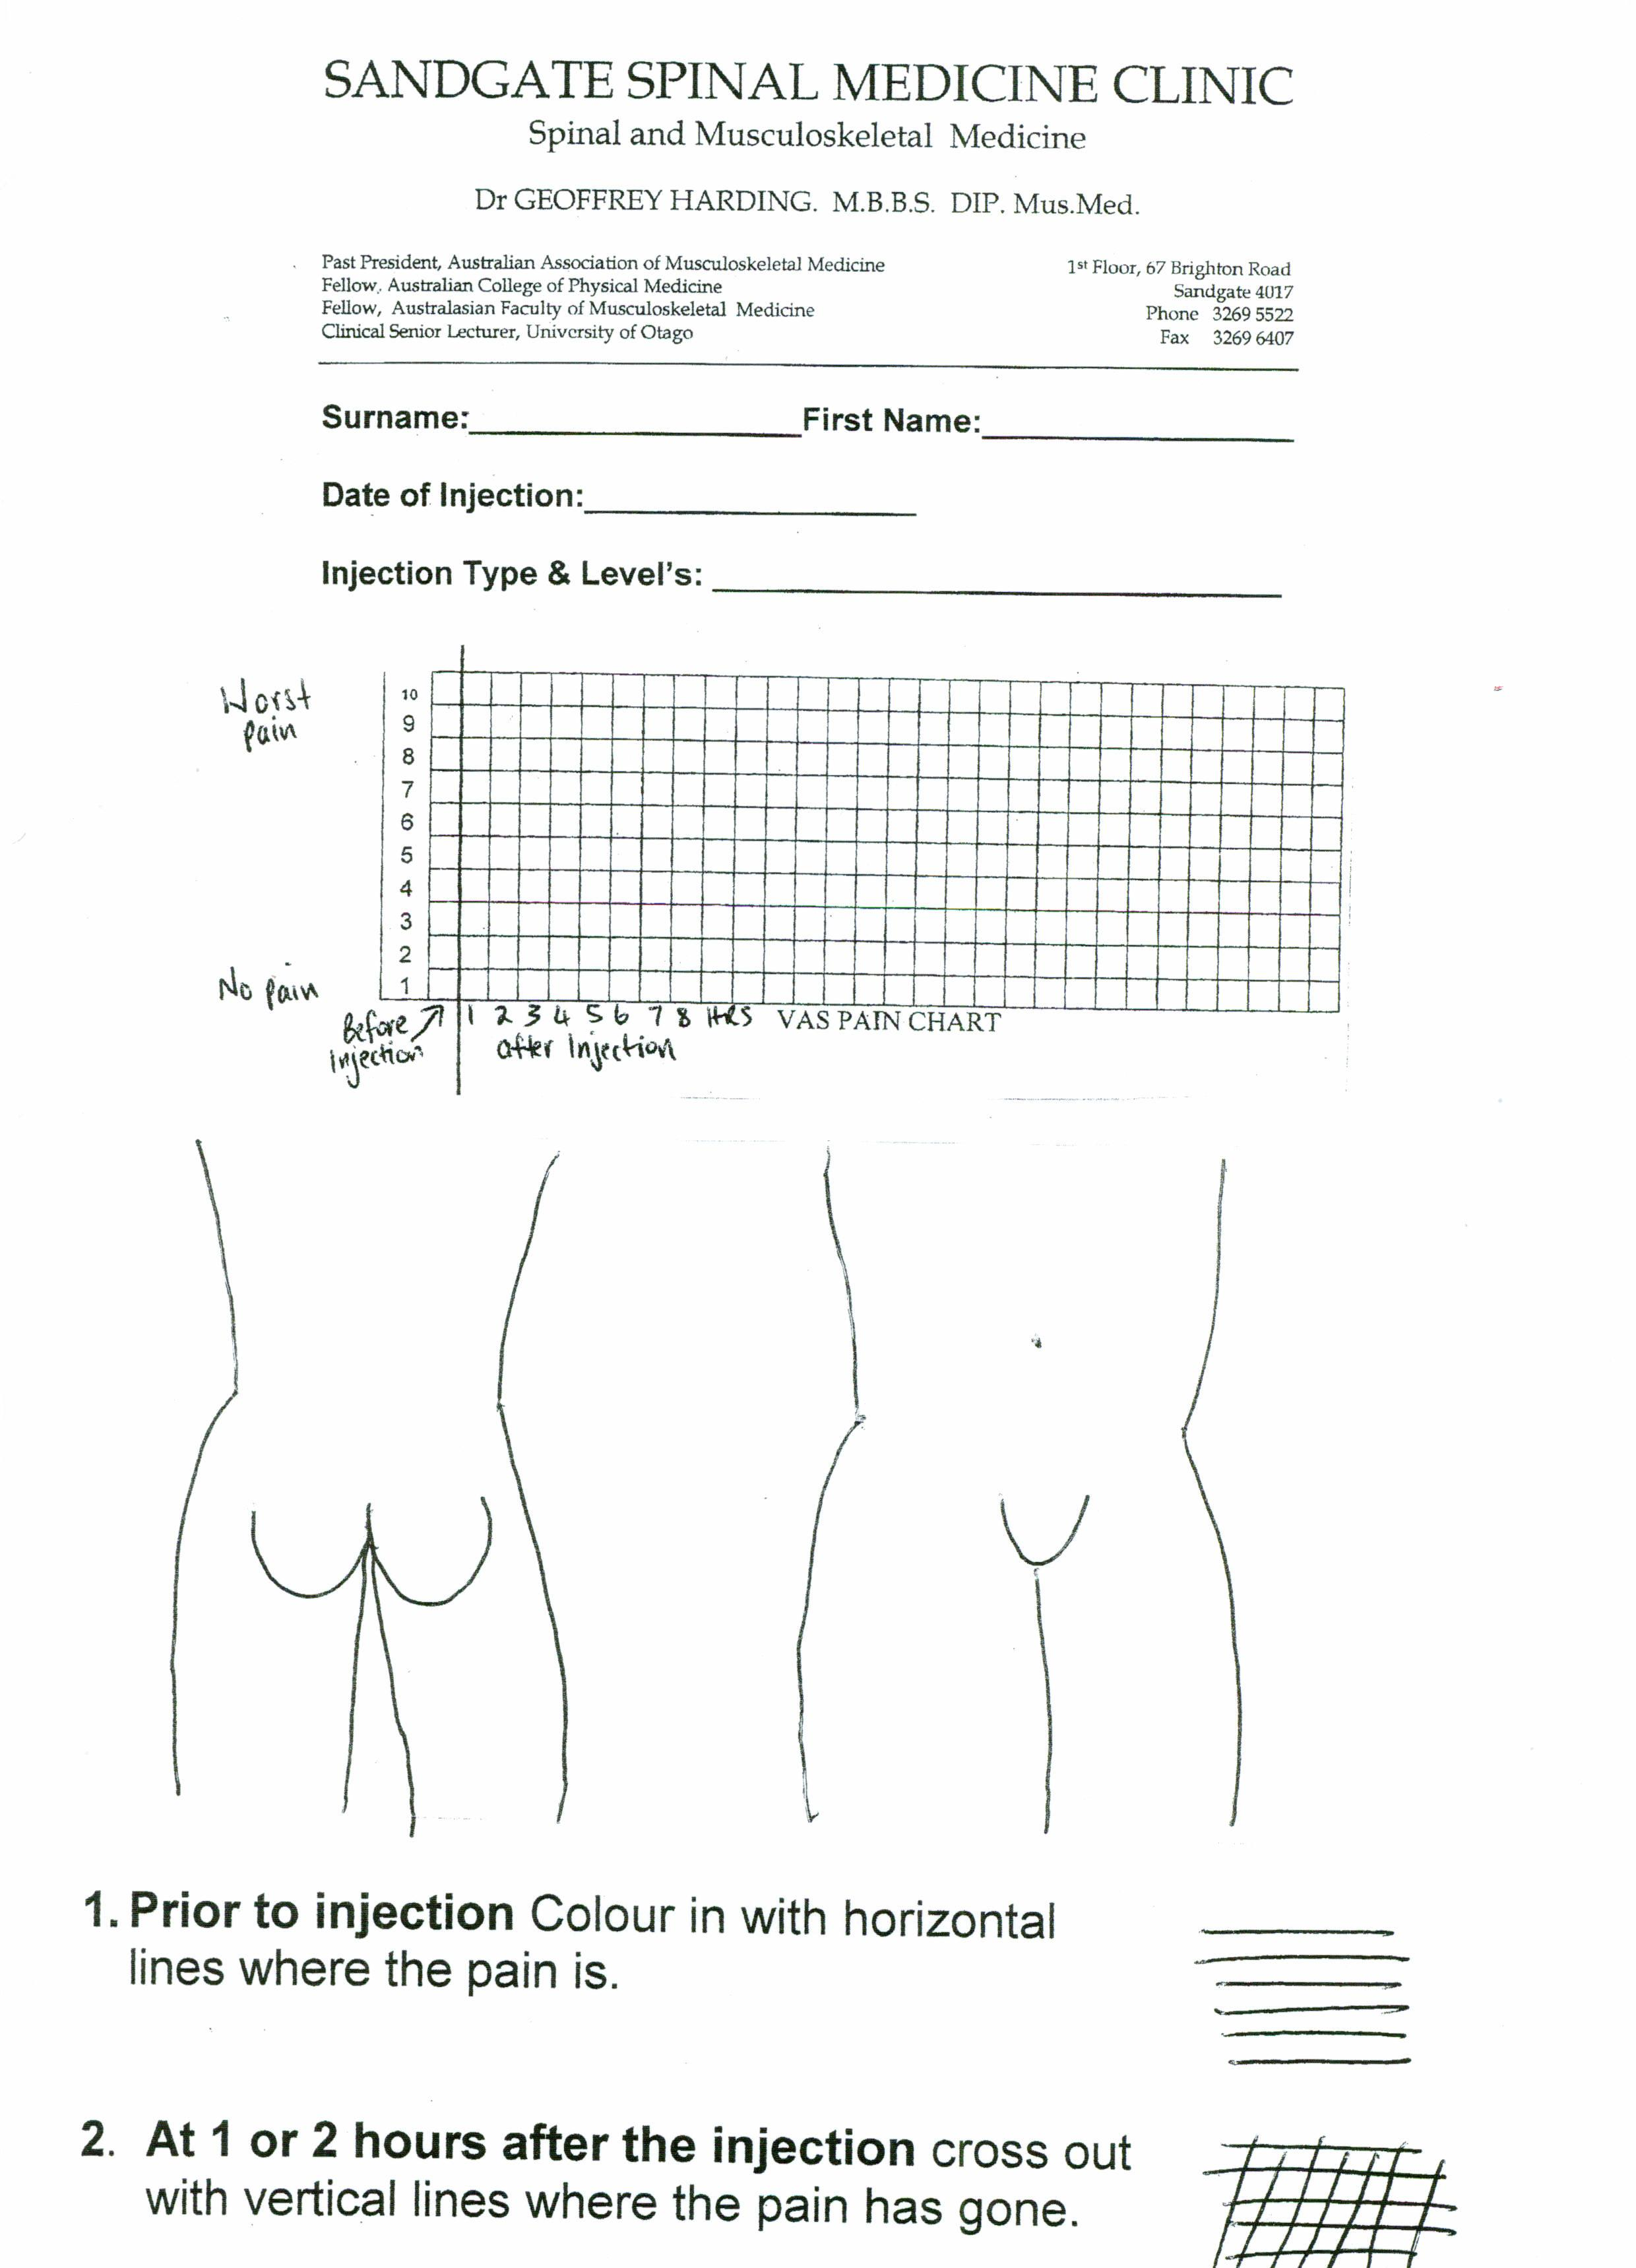 SANDGATE SPINAL MEDICINE CLINIC
Spinal and Musculoskeletal Medicine
Dr GEOFFREY HARDING. M.B.B.S. DIP. Mus.Med.
Past President, Australian Association of Musculoskeletal Medicine
Fellow, Australian College of Physical Medicine
Fellow, Australasian Faculty of Musculoskeletal Medicine
Clinical Senior Lecturer, University of Otago
1st Floor, 67 Brighton Road
Sandgate 4017
Phone 3269 5522
Fax 3269 6407
Surname: First Name:
Date of Injection:
Injection Type & Level's:
Worst
pain
10
9
8
7
6
5
4
3
2
1
No pain
Before
injection
1 2 3 4 5 6 7 8 HRS
after Injection
VAS PAIN CHART
1. Prior to injection Colour in with horizontal
lines where the pain is.
2. At 1 or 2 hours after the injection cross out
with vertical lines where the pain has gone.